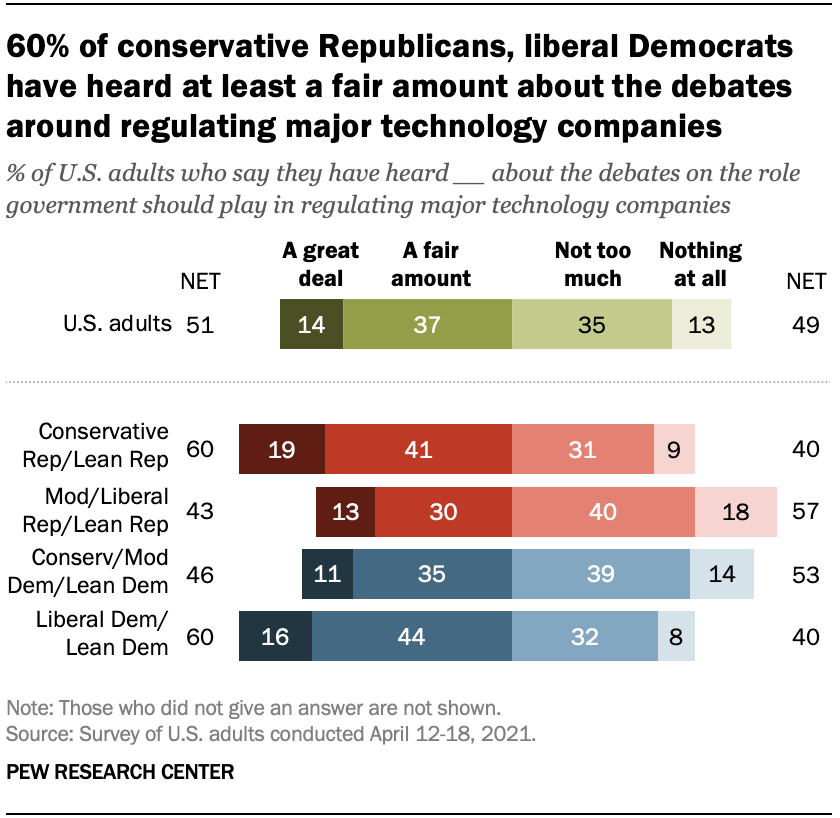 60% of conservative Republicans, liberal Democrats
have heard at least a fair amount about the debates
around regulating major technology companies
% of U.S. adults who say they have heard __ about the debates on the role
government should play in regulating major technology companies
NET A great deal A fair amount Not too much Nothing at all NET
U.S. adults 51 14 37 35 13 49
Conservative Rep/Lean Rep 60 19 41 31 9 40
Mod/Liberal Rep/Lean Rep 43 13 30 40 18 57
Conserv/Mod Dem/Lean Dem 46 11 35 39 14 53
Liberal Dem/ Lean Dem 60 16 44 32 8 40
Note: Those who did not give an answer are not shown.
Source: Survey of U.S. adults conducted April 12-18, 2021.
PEW RESEARCH CENTER